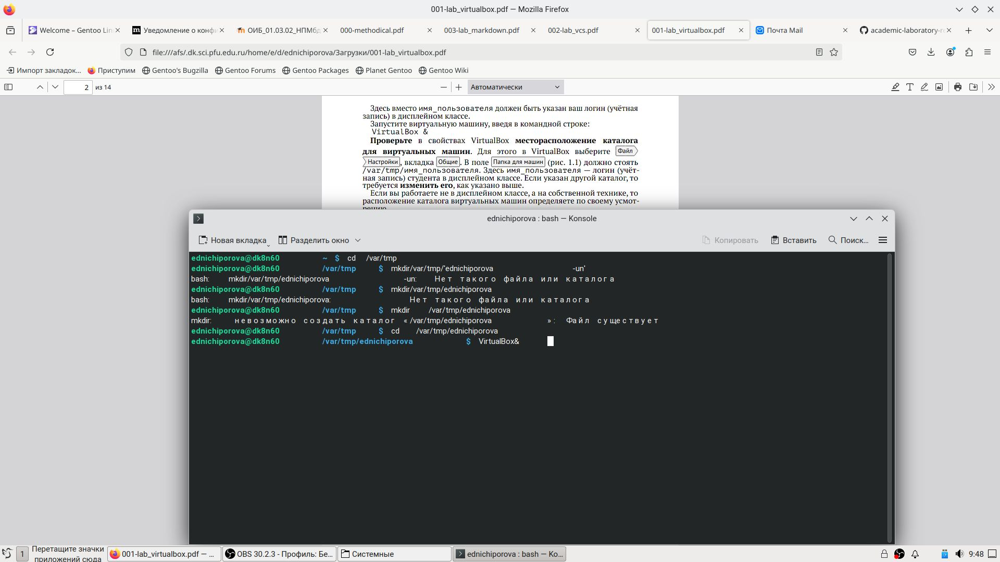 001-lab_virtualbox.pdf — Mozilla Firefox
Welcome – Gentoo Lin
Уведомление о конфи
ОИБ_01.03.02_НПМбд
000-methodical.pdf
003-lab_markdown.pdf
002-lab_vcs.pdf
001-lab_virtualbox.pdf
Почта Mail
academic-laboratory-r
file:///afs/.dk.sci.pfu.edu.ru/home/e/d/ednichiporova/Загрузки/001-lab_virtualbox.pdf
Импорт закладок...
Приступим
Gentoo's Bugzilla
Gentoo Forums
Gentoo Packages
Planet Gentoo
Gentoo Wiki
2 из 14
Автоматически
Здесь вместо имя_пользователя должен быть указан ваш логин (учётная
запись) в дисплейном классе.
Запустите виртуальную машину, введя в командной строке:
VirtualBox &
Проверьте в свойствах VirtualBox месторасположение каталога
для виртуальных машин. Для этого в VirtualBox выберите Файл
Настройки, вкладка Общие. В поле Папка для машин (рис. 1.1) должно стоять
/var/tmp/имя_пользователя. Здесь имя_пользователя — логин (учёт-
ная запись) студента в дисплейном классе. Если указан другой каталог, то
требуется изменить его, как указано выше.
Если вы работаете не в дисплейном классе, а на собственной технике, то
расположение каталога виртуальных машин определяете по своему усмот-
рению.
ednichiporova : bash — Konsole
Новая вкладка
Разделить окно
Копировать
Вставить
Поиск...
ednichiporova@dk8n60 ~ $ cd /var/tmp
ednichiporova@dk8n60 /var/tmp $ mkdir/var/tmp/'ednichiporova -un'
bash: mkdir/var/tmp/ednichiporova -un: Нет такого файла или каталога
ednichiporova@dk8n60 /var/tmp $ mkdir/var/tmp/ednichiporova
bash: mkdir/var/tmp/ednichiporova: Нет такого файла или каталога
ednichiporova@dk8n60 /var/tmp $ mkdir /var/tmp/ednichiporova
mkdir: невозможно создать каталог «/var/tmp/ednichiporova»: Файл существует
ednichiporova@dk8n60 /var/tmp $ cd /var/tmp/ednichiporova
ednichiporova@dk8n60 /var/tmp/ednichiporova $ VirtualBox&
1
Перетащите значки
приложений сюда
001-lab_virtualbox.pdf — ...
OBS 30.2.3 - Профиль: Бе...
Системные
ednichiporova : bash — Ko...
9:48